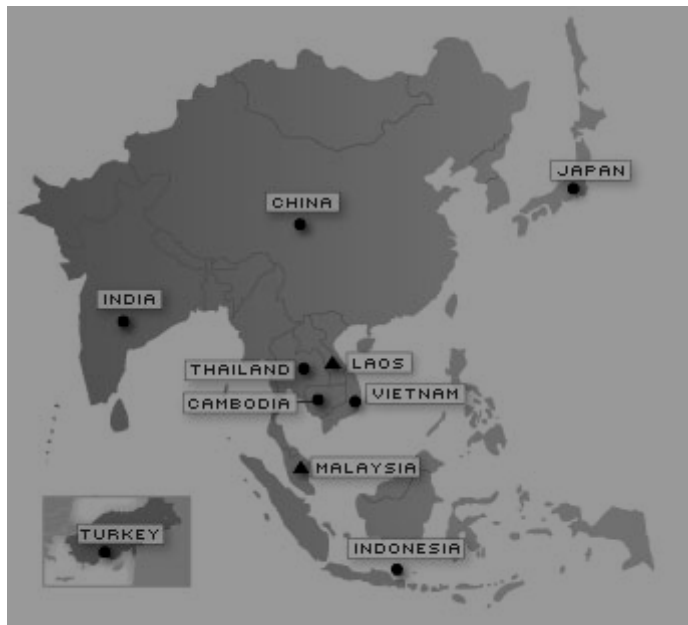 JAPAN
CHINA
INDIA
THAILAND
LAOS
CAMBODIA
VIETNAM
MALAYSIA
TURKEY
INDONESIA